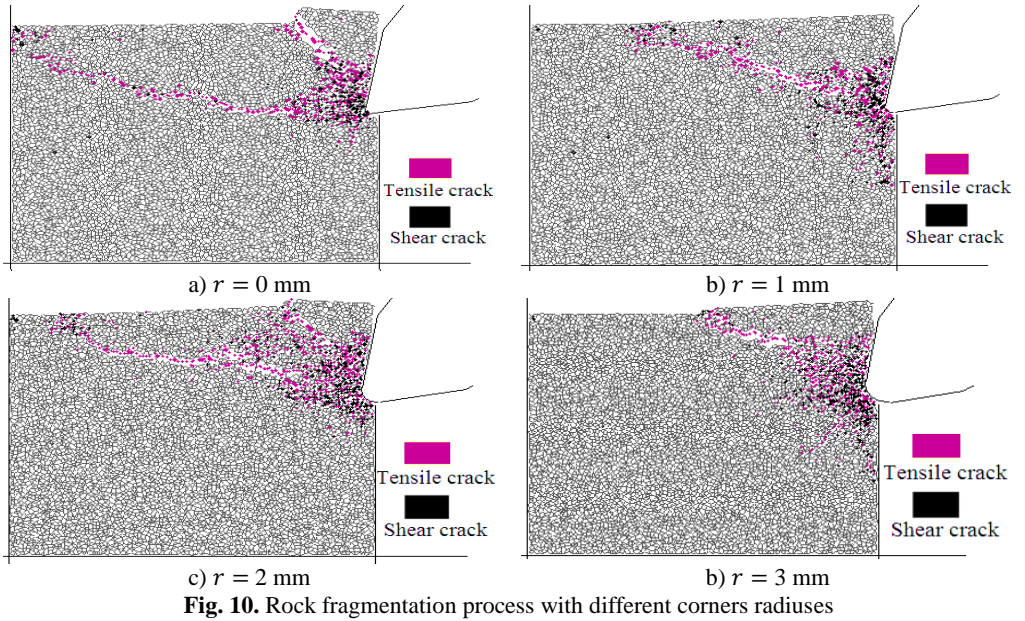 Tensile crack
Shear crack
a) r = 0 mm
Tensile crack
Shear crack
b) r = 1 mm
Tensile crack
Shear crack
c) r = 2 mm
Tensile crack
Shear crack
b) r = 3 mm
Fig. 10. Rock fragmentation process with different corners radiuses